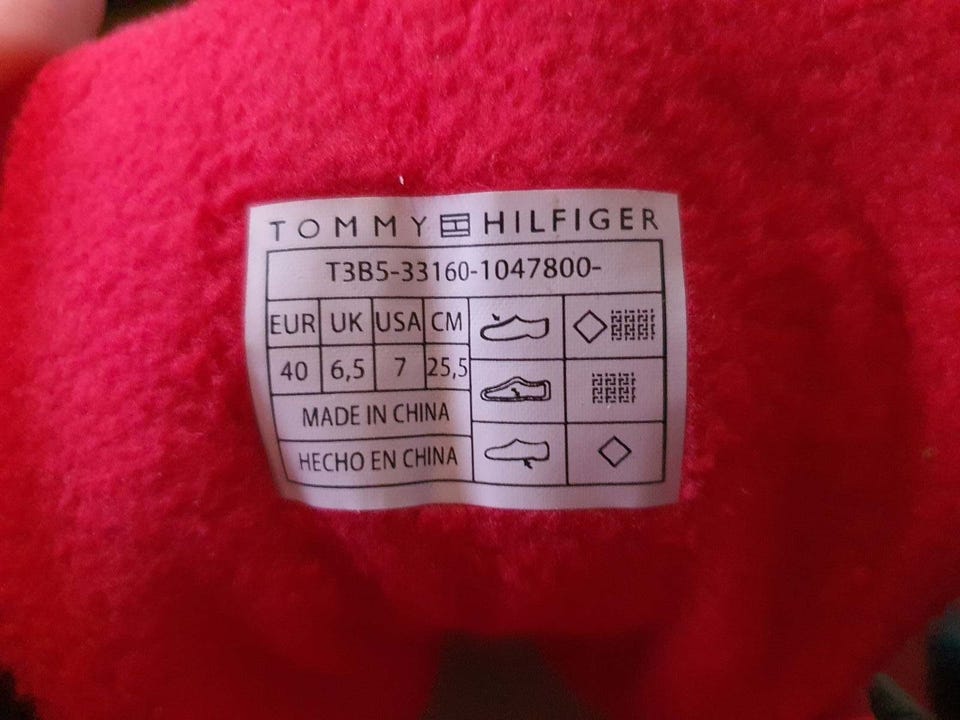 TOMMY HILFIGER
T3B5-33160-1047800-
EUR UK USA CM
40 6,5 7 25,5
MADE IN CHINA
HECHO EN CHINA